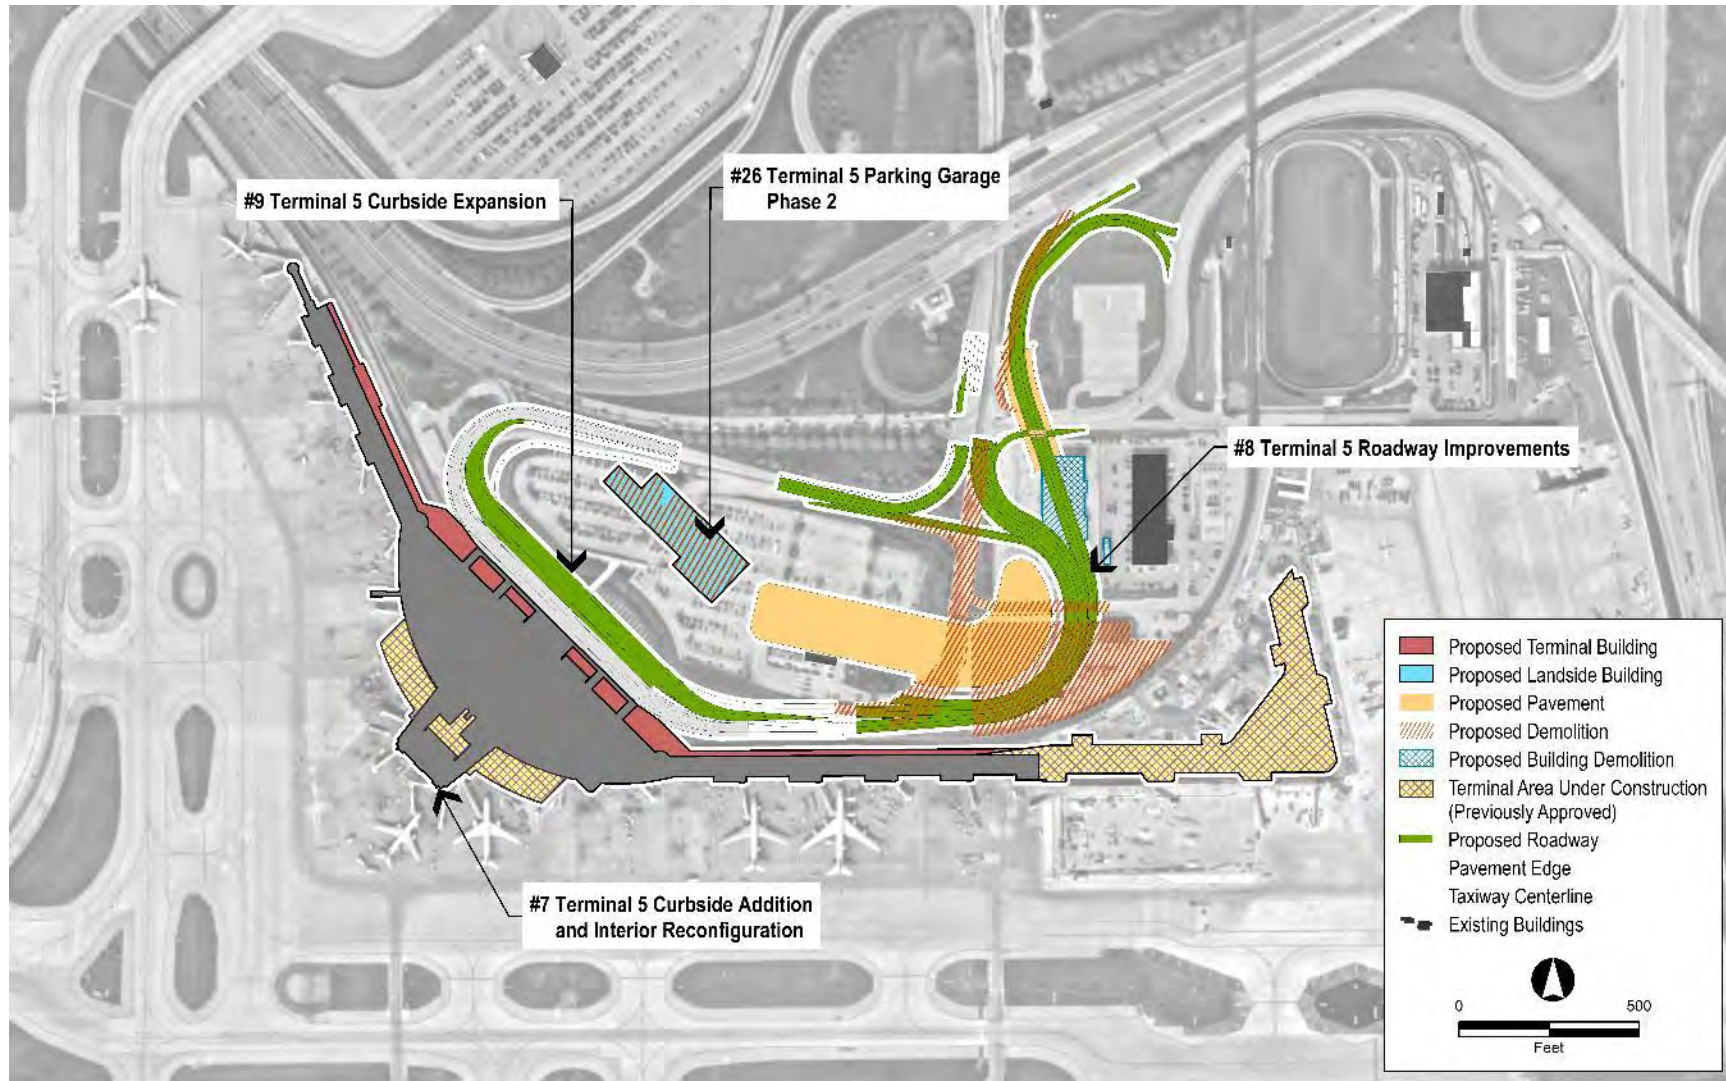 #26 Terminal 5 Parking Garage
Phase 2
#9 Terminal 5 Curbside Expansion
#8 Terminal 5 Roadway Improvements
#7 Terminal 5 Curbside Addition
and Interior Reconfiguration
Proposed Terminal Building
Proposed Landside Building
Proposed Pavement
Proposed Demolition
Proposed Building Demolition
Terminal Area Under Construction
(Previously Approved)
Proposed Roadway
Pavement Edge
Taxiway Centerline
Existing Buildings
0 500
Feet